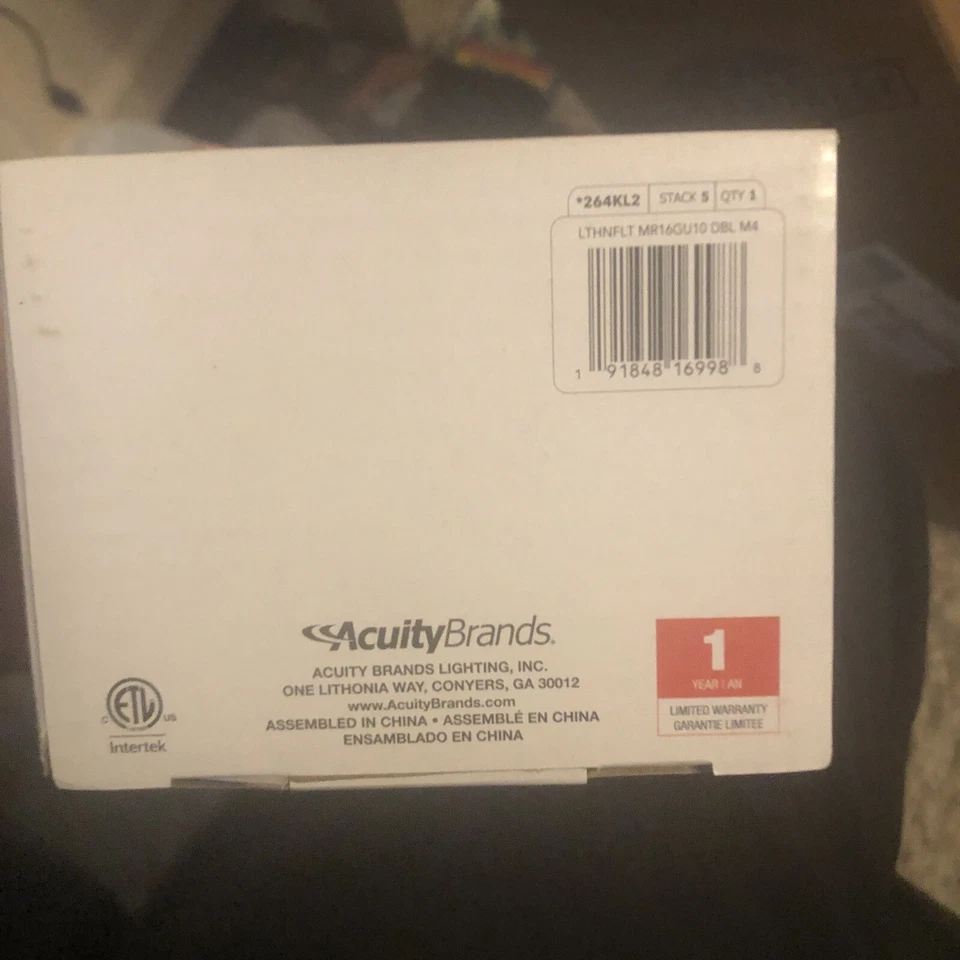 *264KL2 STACK 5 QTY 1
LTHNFLT MR16GU10 DBL M4
1 91848 16998 8
AcuityBrands.
ACUITY BRANDS LIGHTING, INC.
ONE LITHONIA WAY, CONYERS, GA 30012
www.AcuityBrands.com
ASSEMBLED IN CHINA • ASSEMBLÉ EN CHINA
ENSAMBLADO EN CHINA
C ETL US
Intertek
1
YEAR | AN
LIMITED WARRANTY
GARANTIE LIMITEE